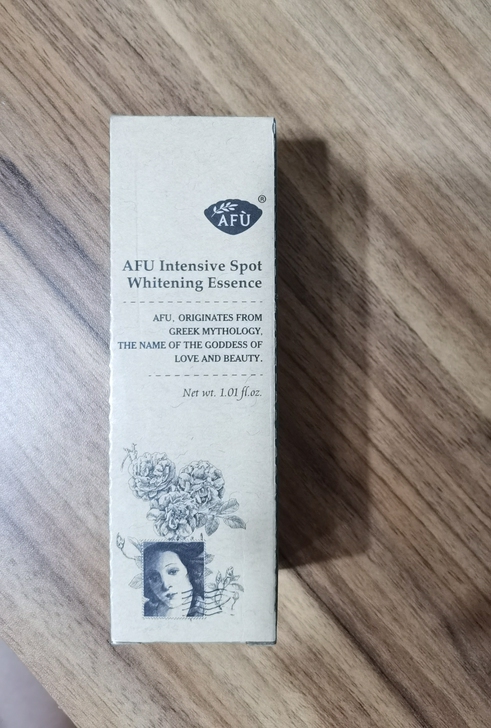 AFÙ®
AFU Intensive Spot
Whitening Essence
AFU, ORIGINATES FROM
GREEK MYTHOLOGY,
THE NAME OF THE GODDESS OF
LOVE AND BEAUTY.
Net wt. 1.01 fl.oz.